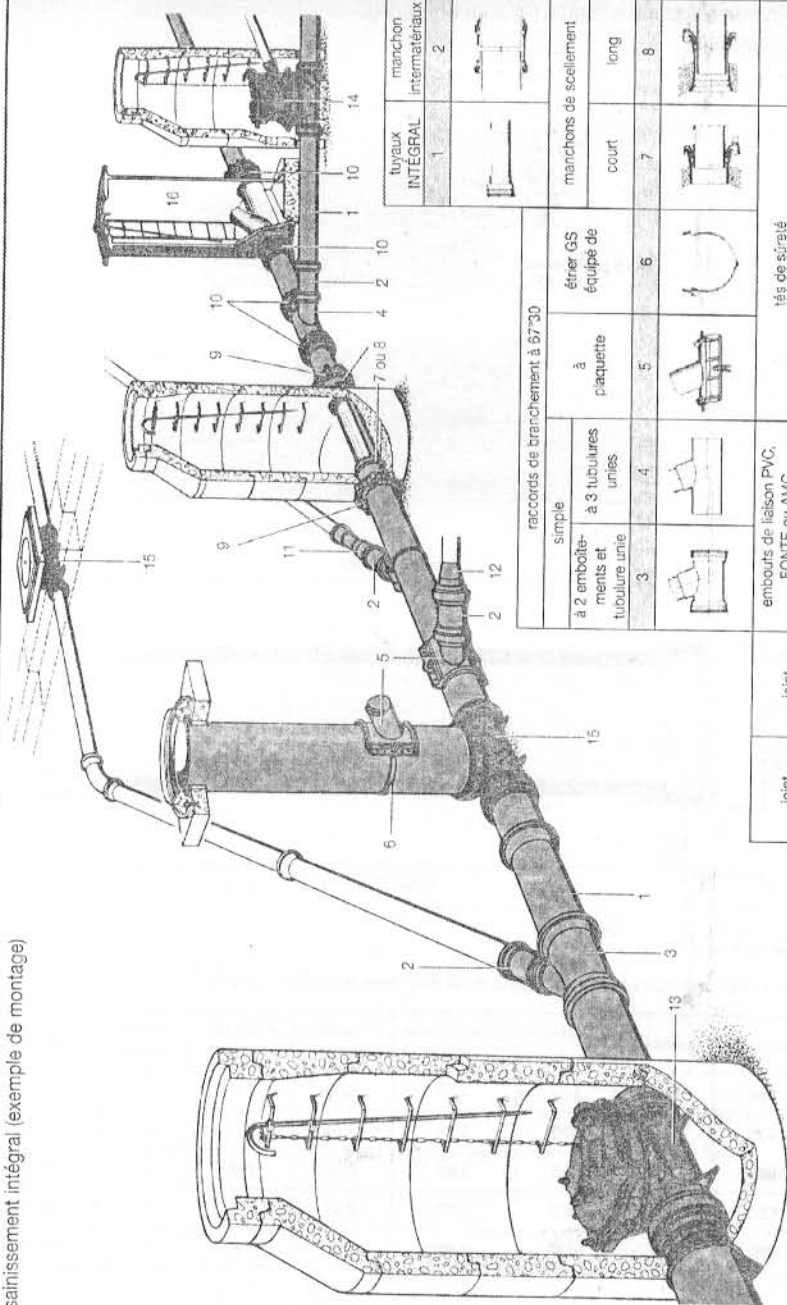 sainissement intégral (exemple de montage)
15
14
16
10
10
1
10
2
4
9
7 ou 8
9
11
2
12
2
5
15
6
1
2
3
13
tuyaux
INTÉGRAL
manchon
intermatériaux
1
2
raccords de branchement à 67°30
manchons de scellement
simple
à
plaquette
étrier GS
équipé de
court
long
à 2 emboîte-
ments et
tubulure unie
à 3 tubulures
unies
3
4
5
6
7
8
joint
joint
embouts de liaison PVC,
FONTE ou AMC
tés de sûreté